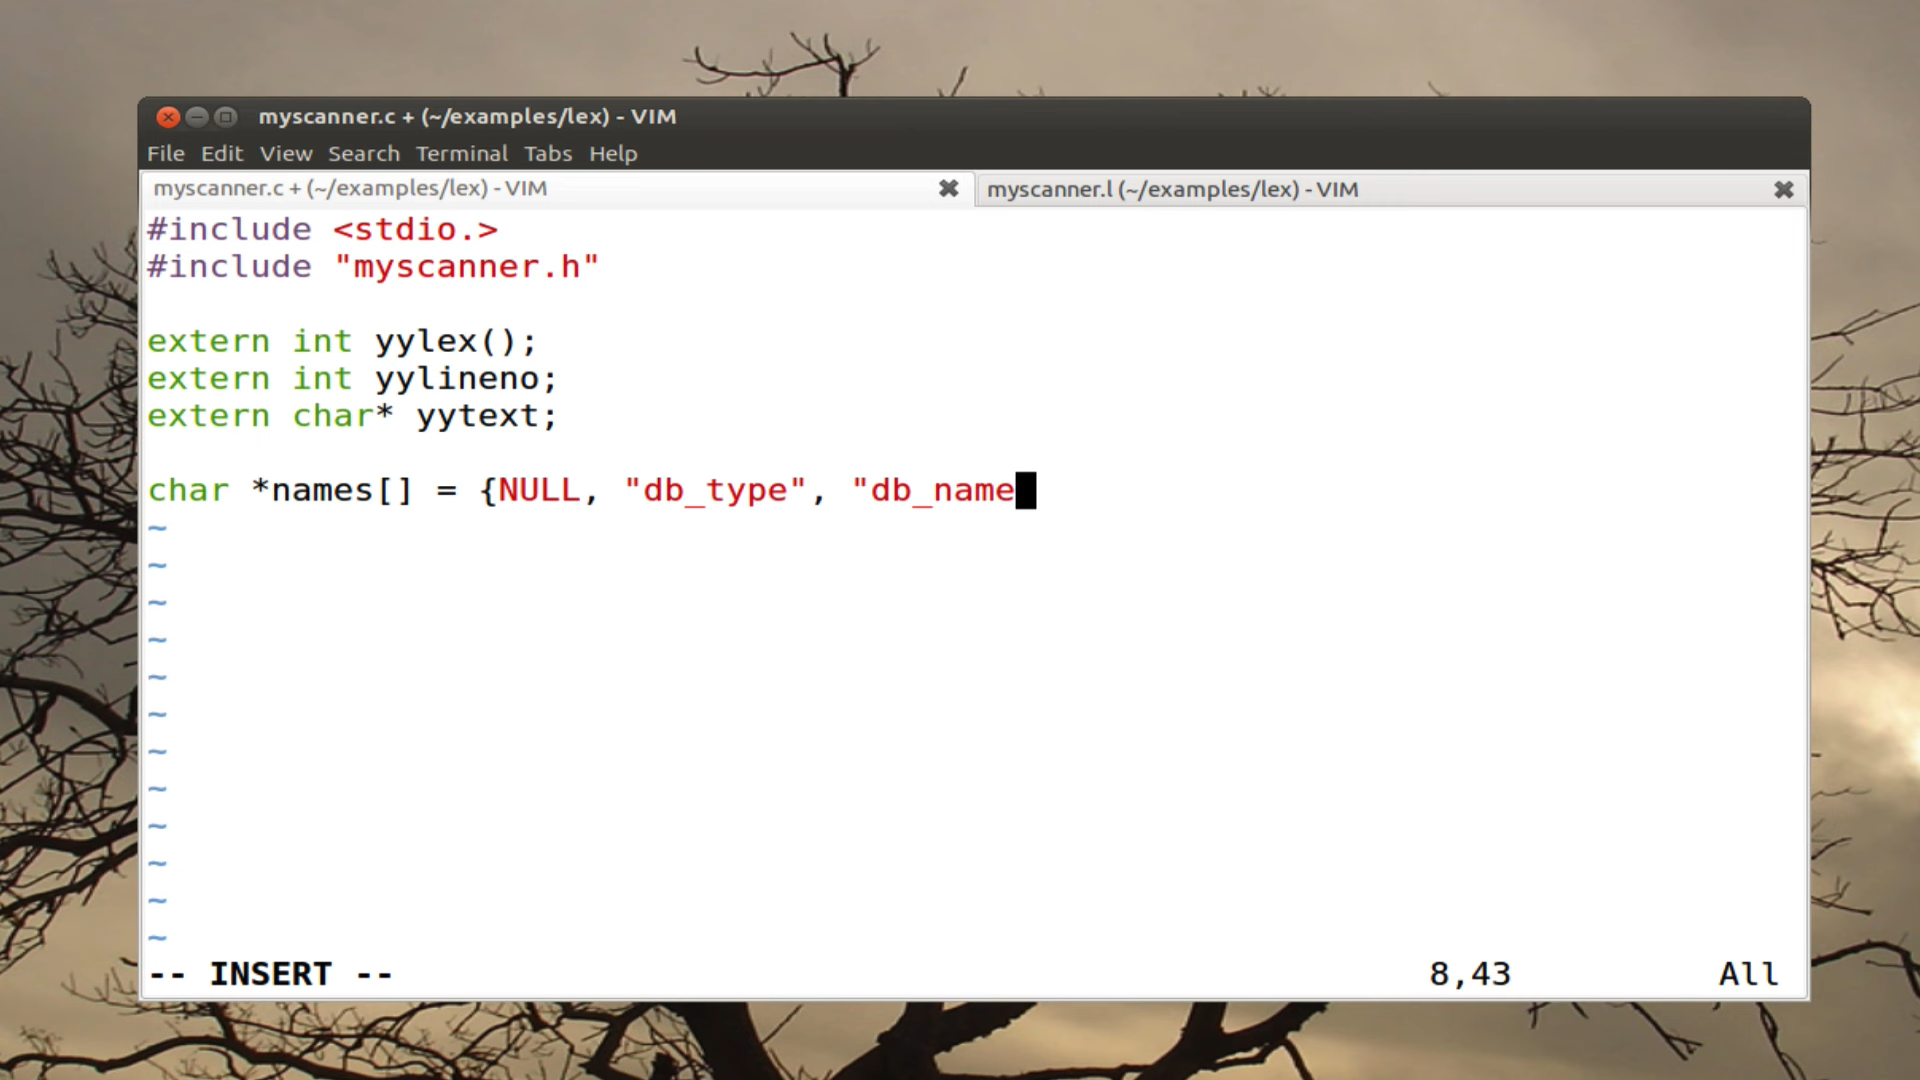 myscanner.c + (~/examples/lex) - VIM
File Edit View Search Terminal Tabs Help
myscanner.c + (~/examples/lex) - VIM
myscanner.l (~/examples/lex) - VIM
#include <stdio.>
#include "myscanner.h"
extern int yylex();
extern int yylineno;
extern char* yytext;
char *names[] = {NULL, "db_type", "db_name
~
~
~
~
~
~
~
~
~
~
~
~
-- INSERT -- 8,43 All